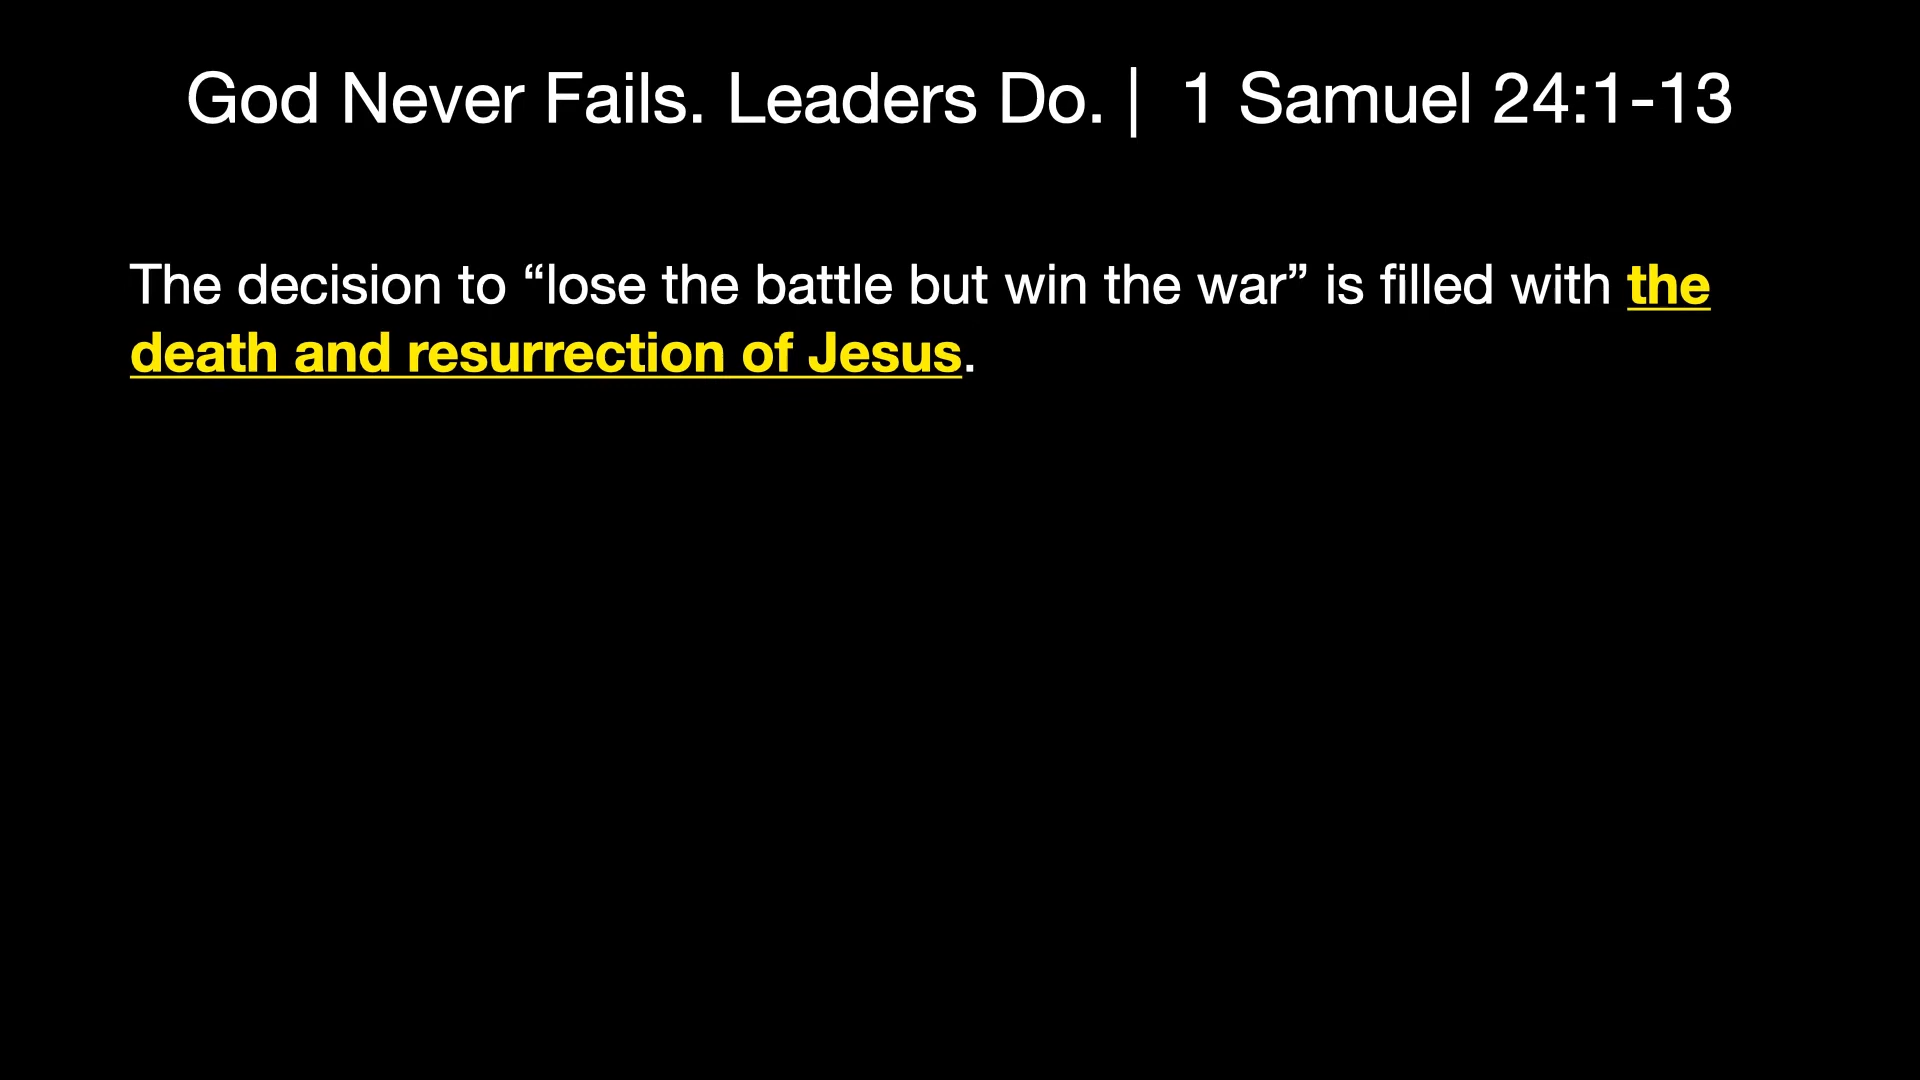 God Never Fails. Leaders Do. |  1 Samuel 24:1-13
The decision to “lose the battle but win the war” is filled with the
death and resurrection of Jesus.